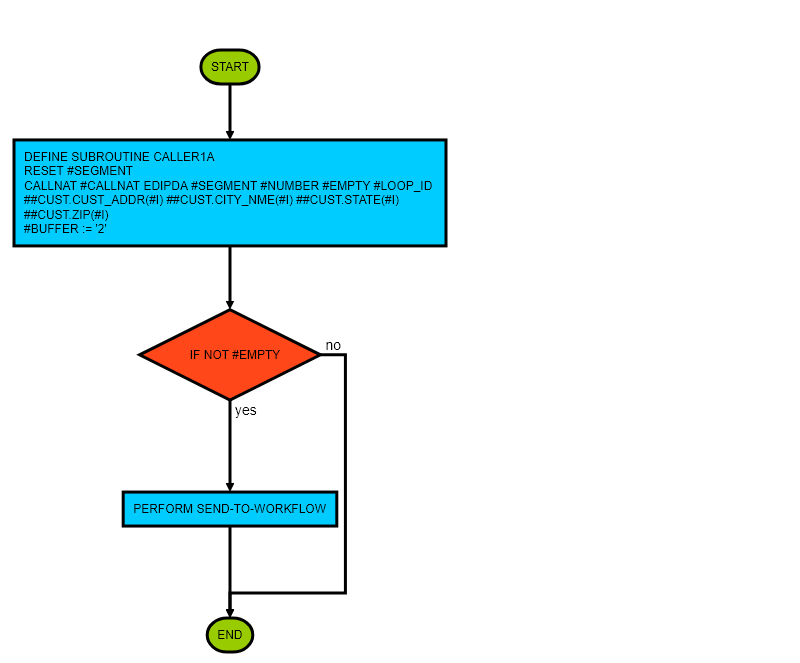 START
DEFINE SUBROUTINE CALLER1A
RESET #SEGMENT
CALLNAT #CALLNAT EDIPDA #SEGMENT #NUMBER #EMPTY #LOOP_ID
##CUST.CUST_ADDR(#I) ##CUST.CITY_NME(#I) ##CUST.STATE(#I)
##CUST.ZIP(#I)
#BUFFER := '2'
IF NOT #EMPTY
no
yes
PERFORM SEND-TO-WORKFLOW
END